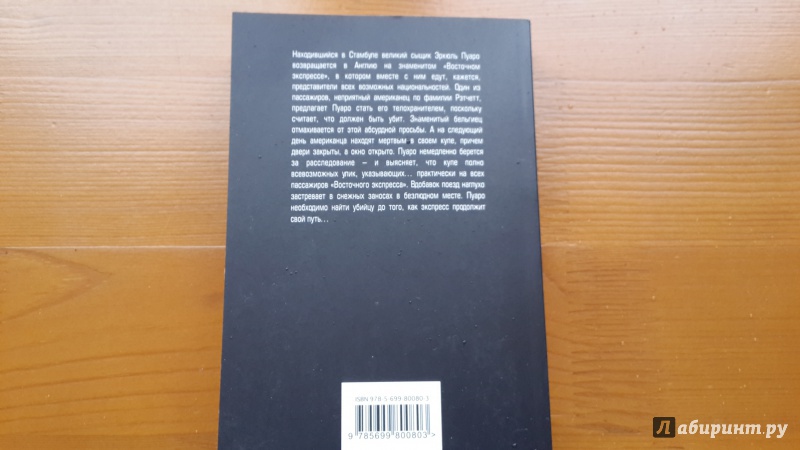 Находившийся в Стамбуле великий сыщик Эркюль Пуаро
возвращается в Англию на знаменитом «Восточном
экспрессе», в котором вместе с ним едут, кажется,
представители всех возможных национальностей. Один из
пассажиров, неприятный американец по фамилии Рэтчетт,
предлагает Пуаро стать его телохранителем, поскольку
считает, что должен быть убит. Знаменитый бельгиец
отмахивается от этой абсурдной просьбы. А на следующий
день американца находят мертвым в своем купе, причем
двери закрыты, а окно открыто. Пуаро немедленно берется
за расследование – и выясняет, что купе полно
всевозможных улик, указывающих... практически на всех
пассажиров «Восточного экспресса». Вдобавок поезд наглухо
застревает в снежных заносах в безлюдном месте. Пуаро
необходимо найти убийцу до того, как экспресс продолжит
свой путь...
ISBN 978-5-699-80080-3
9 785699 800803 >
Лабиринт.ру